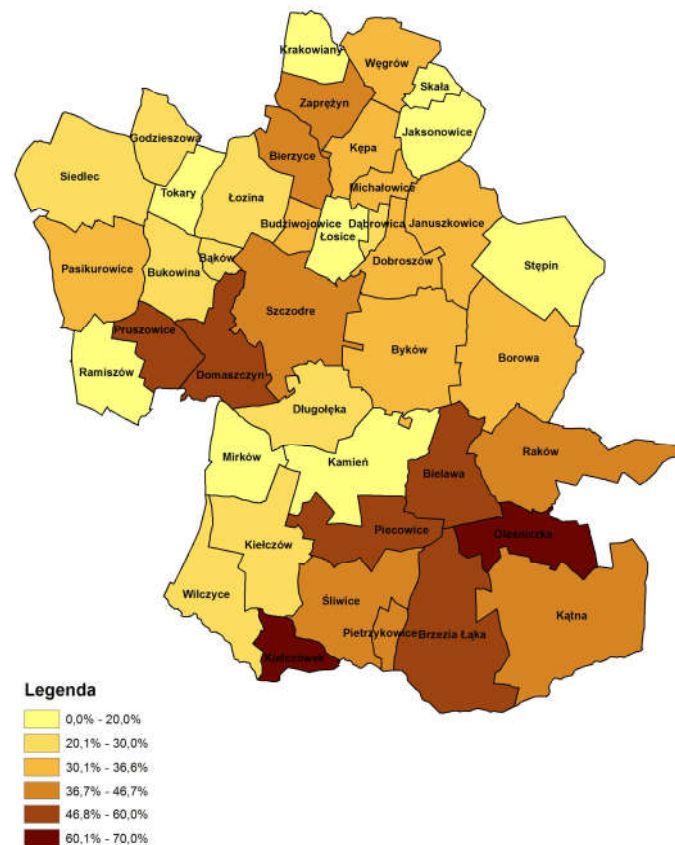 Krakowiany
Węgrów
Skała
Zaprężyn
Jaksonowice
Godzieszowa
Kępa
Bierzyce
Siedlec
Michałowice
Tokary
Łozina
Januszkowice
Budziwojowice
Dąbrowica
Łosice
Bąków
Dobroszów
Stępin
Pasikurowice
Bukowina
Szczodre
Pruszowice
Byków
Borowa
Ramiszów
Domaszczyn
Długołęka
Raków
Mirków
Kamień
Bielawa
Piecowice
Oleśniczka
Kiełczów
Wilczyce
Śliwice
Kątna
Pietrzykowice
Brzezia Łąka
Kiełczówek
Legenda
0,0% - 20,0%
20,1% - 30,0%
30,1% - 36,6%
36,7% - 46,7%
46,8% - 60,0%
60,1% - 70,0%